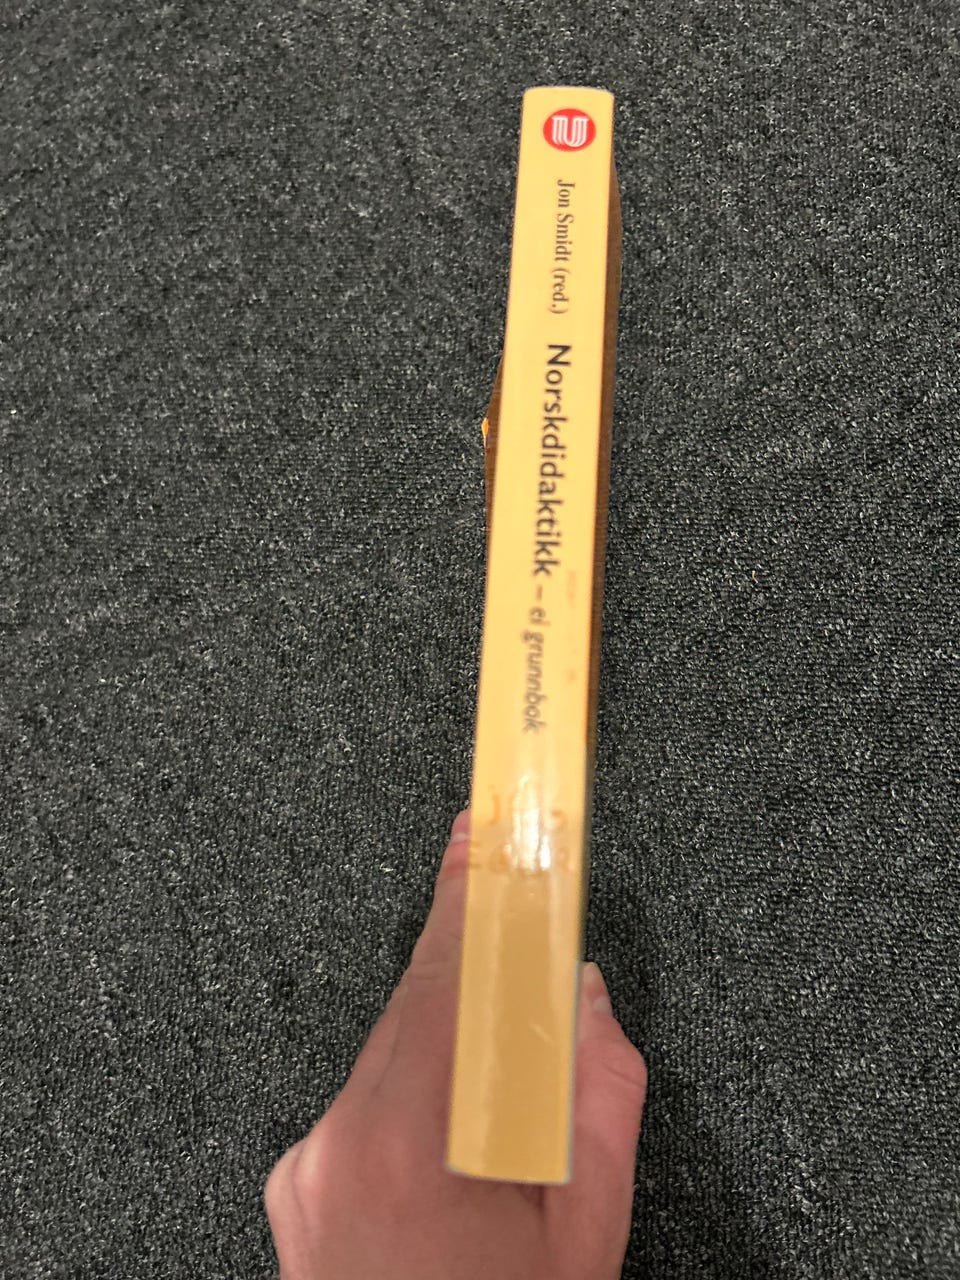 U
Jon Smidt (red.) Norskdidaktikk – ei grunnbok